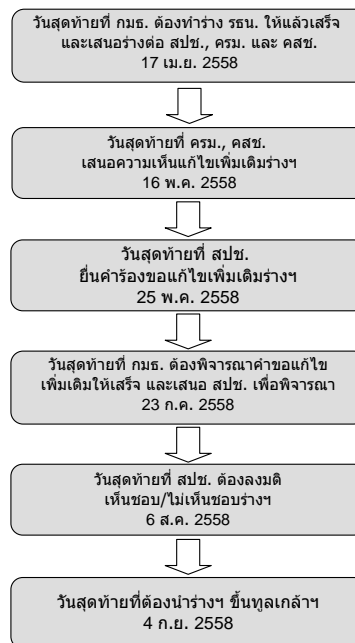 วันสุดท้ายที่ กมธ. ต้องทำร่าง รธน. ให้แล้วเสร็จ
และเสนอร่างต่อ สปช., ครม. และ คสช.
17 เม.ย. 2558
วันสุดท้ายที่ ครม., คสช.
เสนอความเห็นแก้ไขเพิ่มเติมร่างฯ
16 พ.ค. 2558
วันสุดท้ายที่ สปช.
ยื่นคำร้องขอแก้ไขเพิ่มเติมร่างฯ
25 พ.ค. 2558
วันสุดท้ายที่ กมธ. ต้องพิจารณาคำขอแก้ไข
เพิ่มเติมให้เสร็จ และเสนอ สปช. เพื่อพิจารณา
23 ก.ค. 2558
วันสุดท้ายที่ สปช. ต้องลงมติ
เห็นชอบ/ไม่เห็นชอบร่างฯ
6 ส.ค. 2558
วันสุดท้ายที่ต้องนำร่างฯ ขึ้นทูลเกล้าฯ
4 ก.ย. 2558